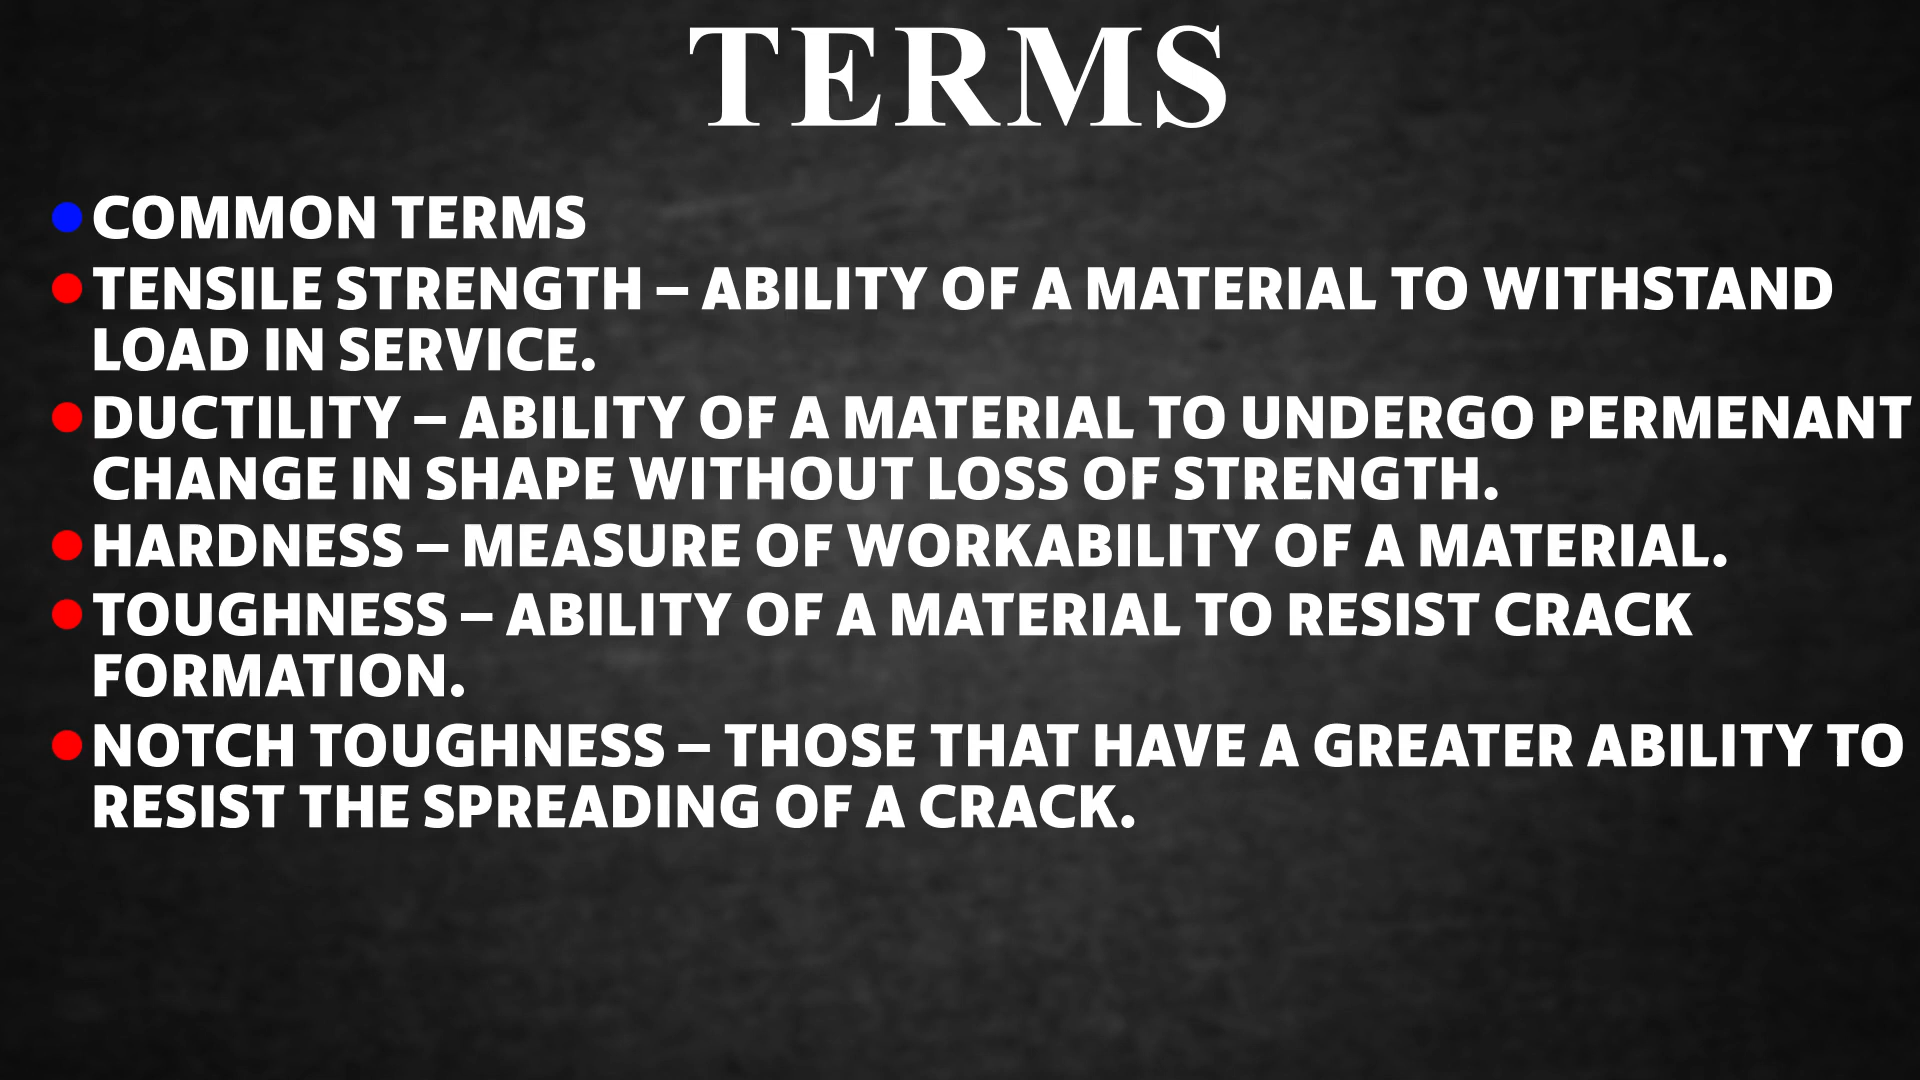 TERMS
COMMON TERMS
TENSILE STRENGTH – ABILITY OF A MATERIAL TO WITHSTAND
LOAD IN SERVICE.
DUCTILITY – ABILITY OF A MATERIAL TO UNDERGO PERMENANT
CHANGE IN SHAPE WITHOUT LOSS OF STRENGTH.
HARDNESS – MEASURE OF WORKABILITY OF A MATERIAL.
TOUGHNESS – ABILITY OF A MATERIAL TO RESIST CRACK
FORMATION.
NOTCH TOUGHNESS – THOSE THAT HAVE A GREATER ABILITY TO
RESIST THE SPREADING OF A CRACK.